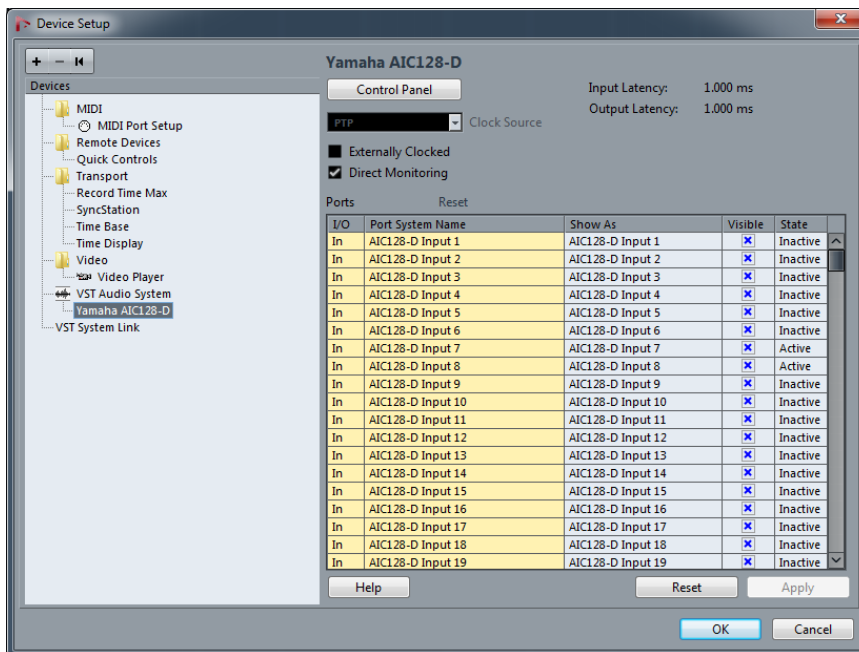 Device Setup
+ −
Devices
MIDI
MIDI Port Setup
Remote Devices
Quick Controls
Transport
Record Time Max
SyncStation
Time Base
Time Display
Video
Video Player
VST Audio System
Yamaha AIC128-D
VST System Link
Yamaha AIC128-D
Control Panel
Input Latency: 1.000 ms
Output Latency: 1.000 ms
PTP Clock Source
Externally Clocked
Direct Monitoring
Ports Reset
I/O Port System Name Show As Visible State
In AIC128-D Input 1 AIC128-D Input 1 Inactive
In AIC128-D Input 2 AIC128-D Input 2 Inactive
In AIC128-D Input 3 AIC128-D Input 3 Inactive
In AIC128-D Input 4 AIC128-D Input 4 Inactive
In AIC128-D Input 5 AIC128-D Input 5 Inactive
In AIC128-D Input 6 AIC128-D Input 6 Inactive
In AIC128-D Input 7 AIC128-D Input 7 Active
In AIC128-D Input 8 AIC128-D Input 8 Active
In AIC128-D Input 9 AIC128-D Input 9 Inactive
In AIC128-D Input 10 AIC128-D Input 10 Inactive
In AIC128-D Input 11 AIC128-D Input 11 Inactive
In AIC128-D Input 12 AIC128-D Input 12 Inactive
In AIC128-D Input 13 AIC128-D Input 13 Inactive
In AIC128-D Input 14 AIC128-D Input 14 Inactive
In AIC128-D Input 15 AIC128-D Input 15 Inactive
In AIC128-D Input 16 AIC128-D Input 16 Inactive
In AIC128-D Input 17 AIC128-D Input 17 Inactive
In AIC128-D Input 18 AIC128-D Input 18 Inactive
In AIC128-D Input 19 AIC128-D Input 19 Inactive
Help Reset Apply
OK Cancel